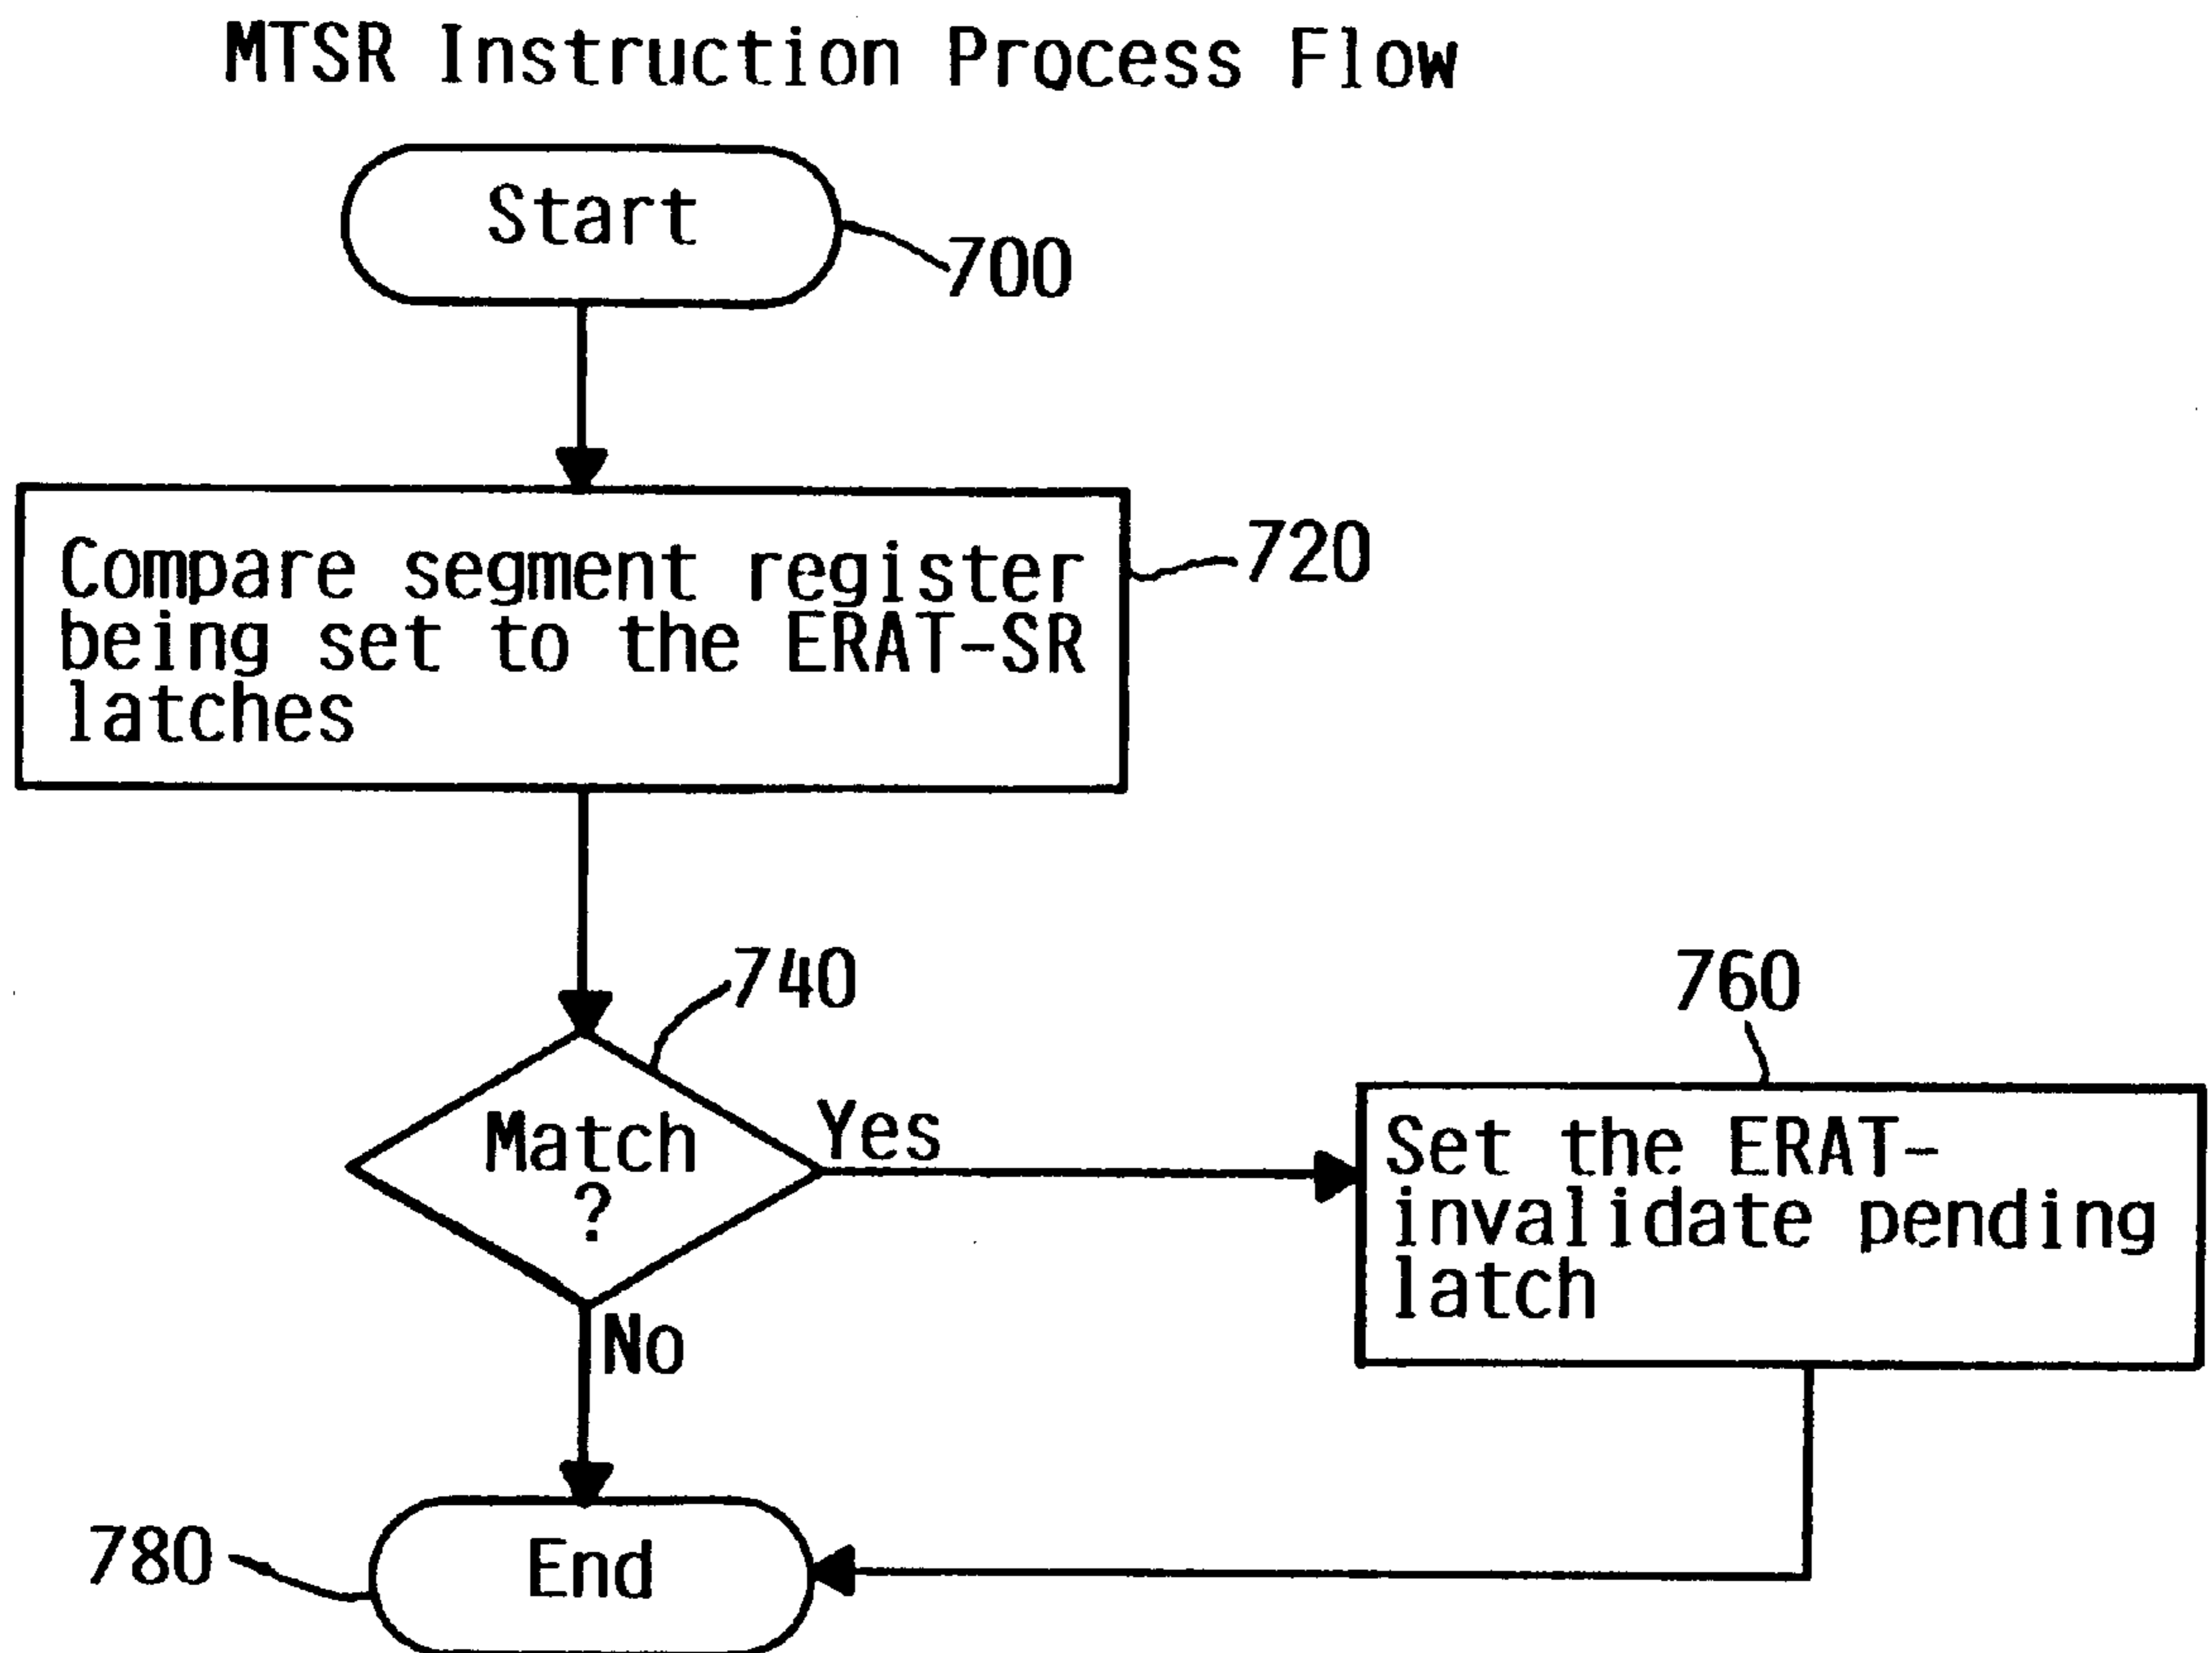 MTSR Instruction Process Flow
Start
700
Compare segment register
being set to the ERAT-SR
latches
720
740
760
Match
?
Yes
Set the ERAT-
invalidate pending
latch
No
780
End